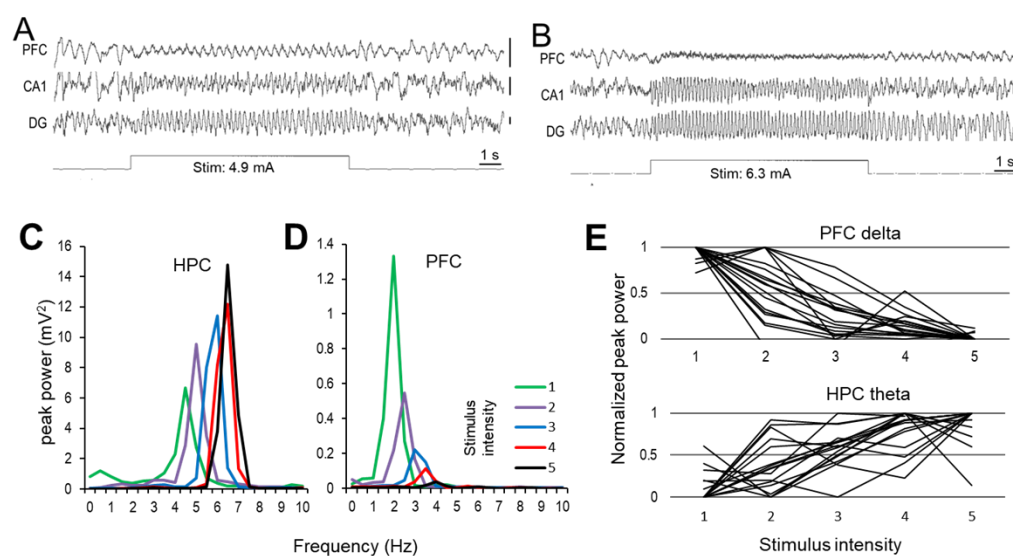 A
PFC
CA1
DG
1 s
Stim: 4.9 mA
B
PFC
CA1
DG
1 s
Stim: 6.3 mA
C
HPC
peak power (mV2)
16
14
12
10
8
6
4
2
0
0 1 2 3 4 5 6 7 8 9 10
D
PFC
1.4
1.2
1
0.8
0.6
0.4
0.2
0
0 1 2 3 4 5 6 7 8 9 10
Stimulus
intensity
1
2
3
4
5
Frequency (Hz)
E
PFC delta
1
0.5
0
1 2 3 4 5
HPC theta
1
0.5
0
1 2 3 4 5
Normalized peak power
Stimulus intensity